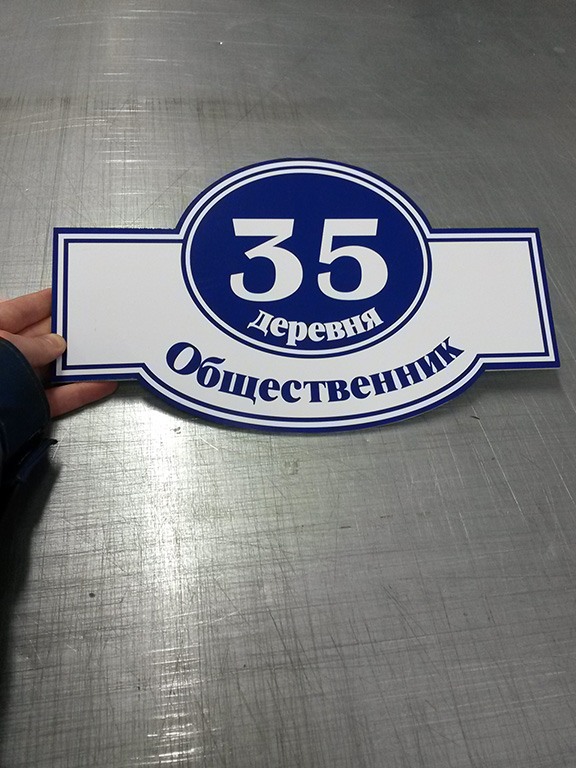 35
деревня
Общественник